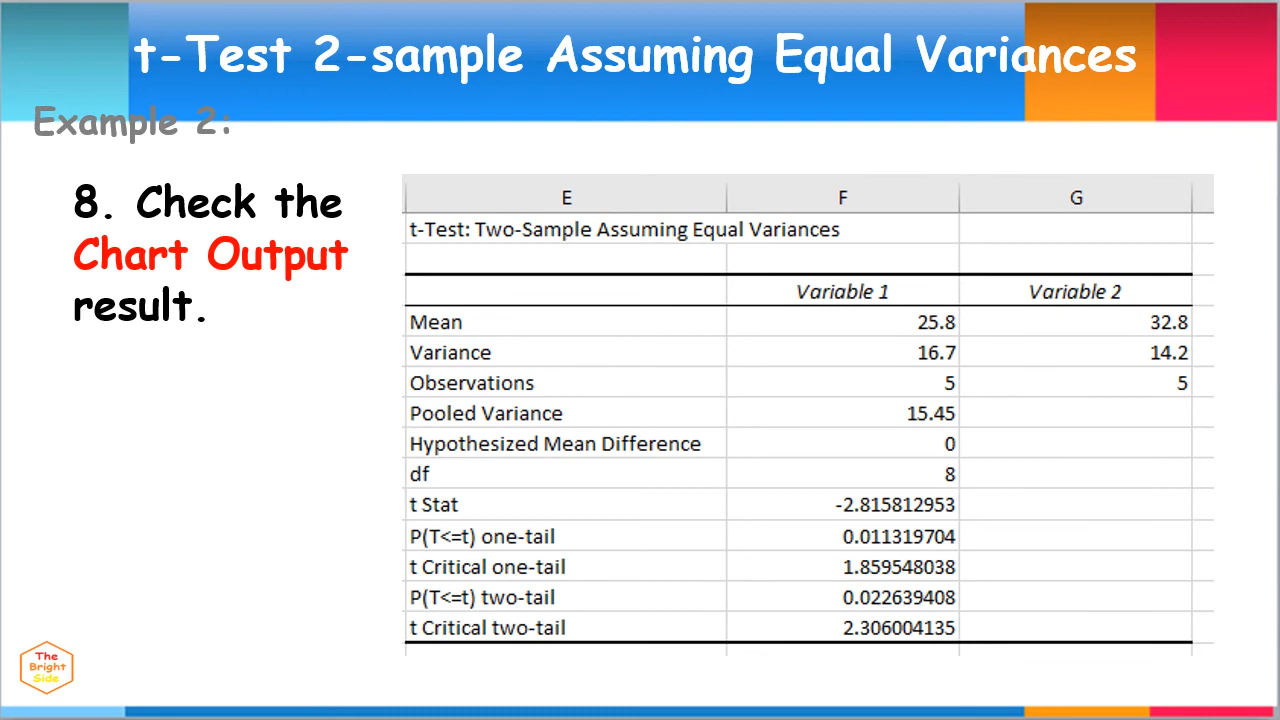 t-Test 2-sample Assuming Equal Variances
Example 2:
8. Check the
Chart Output
result.
E F G
t-Test: Two-Sample Assuming Equal Variances
Variable 1 Variable 2
Mean 25.8 32.8
Variance 16.7 14.2
Observations 5 5
Pooled Variance 15.45
Hypothesized Mean Difference 0
df 8
t Stat -2.815812953
P(T<=t) one-tail 0.011319704
t Critical one-tail 1.859548038
P(T<=t) two-tail 0.022639408
t Critical two-tail 2.306004135
The
Bright
Side